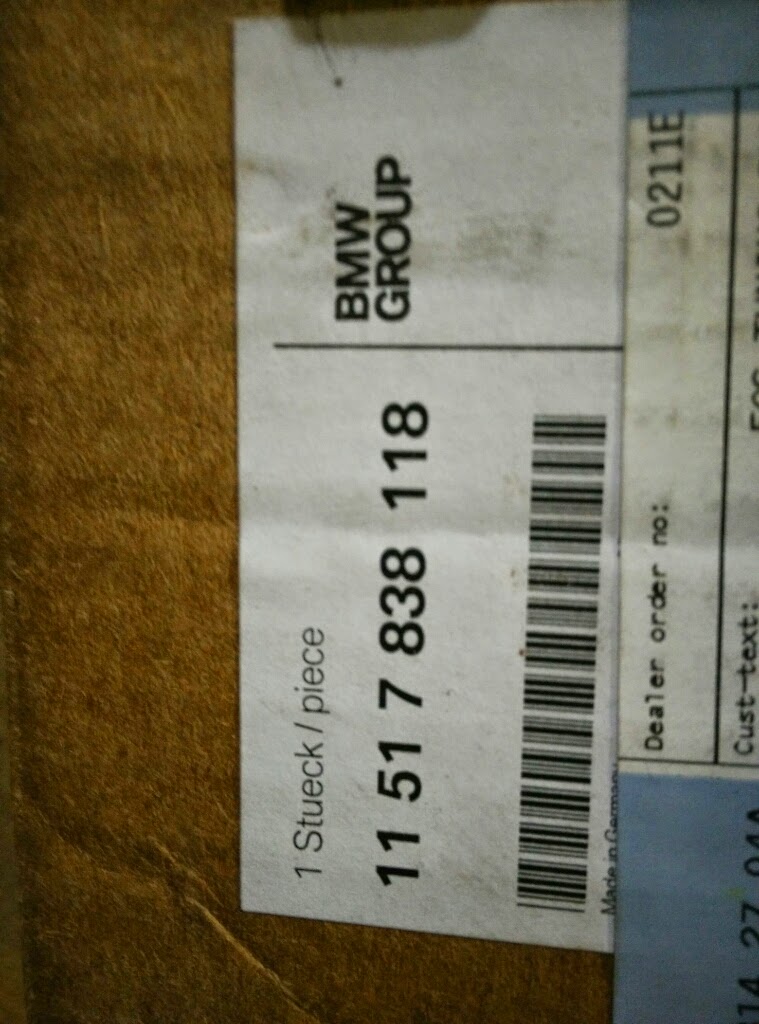 1 Stueck / piece
11 51 7 838 118
BMW
GROUP
Made in Germany
Dealer order no: 0211E
Cust-text: